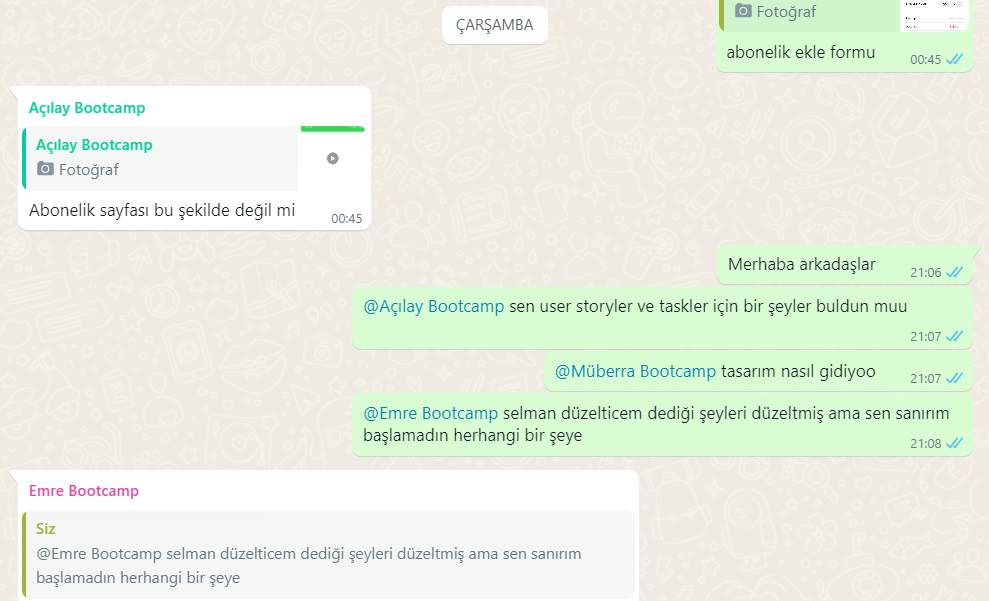 ÇARŞAMBA
Fotoğraf
abonelik ekle formu
00:45
Açılay Bootcamp
Açılay Bootcamp
Fotoğraf
Abonelik sayfası bu şekilde değil mi
00:45
Merhaba arkadaşlar
21:06
@Açılay Bootcamp sen user storyler ve taskler için bir şeyler buldun muu
21:07
@Müberra Bootcamp tasarım nasıl gidiyoo
21:07
@Emre Bootcamp selman düzelticem dediği şeyleri düzeltmiş ama sen sanırım
başlamadın herhangi bir şeye
21:08
Emre Bootcamp
Siz
@Emre Bootcamp selman düzelticem dediği şeyleri düzeltmiş ama sen sanırım
başlamadın herhangi bir şeye